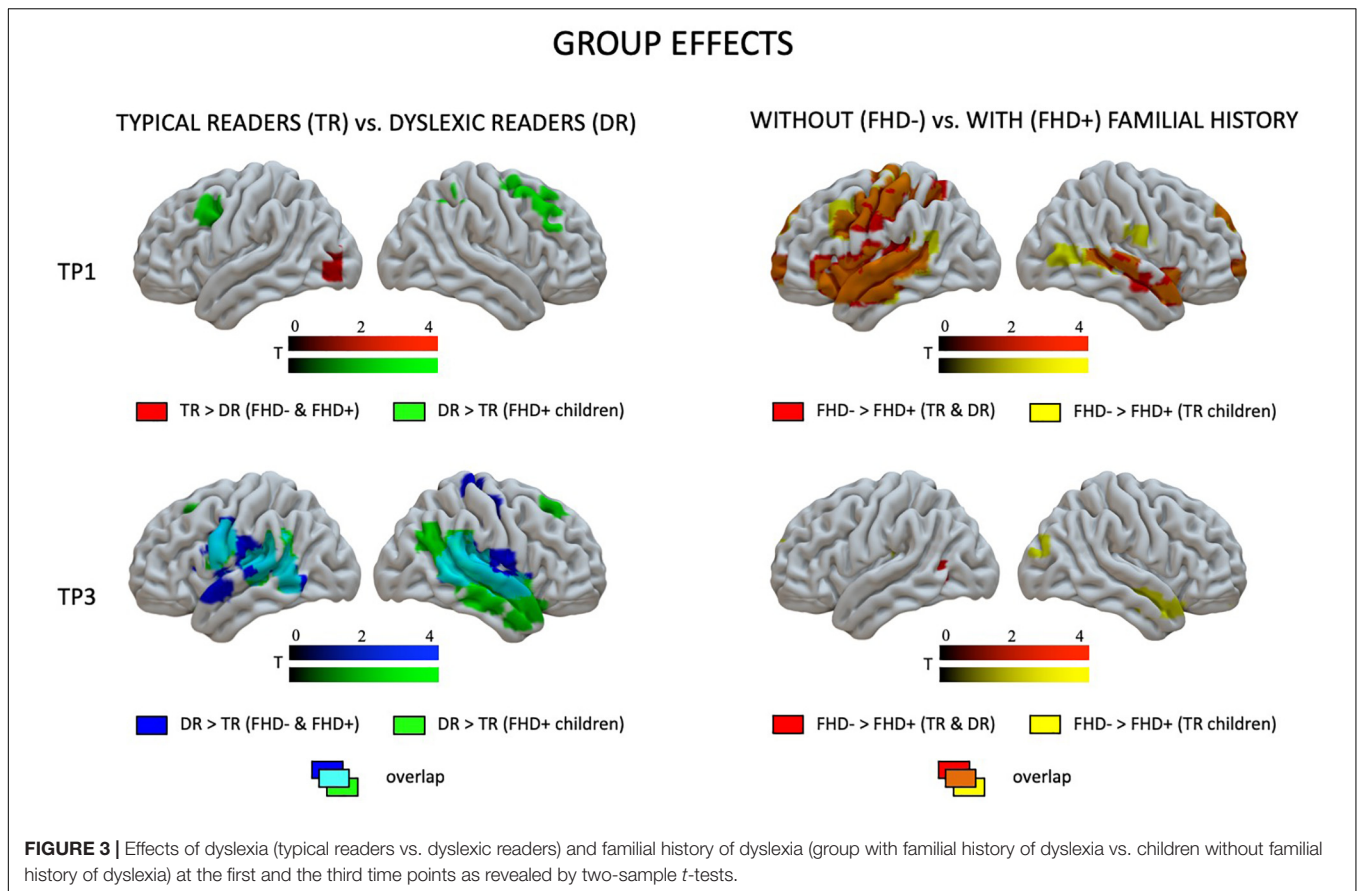 GROUP EFFECTS
TYPICAL READERS (TR) vs. DYSLEXIC READERS (DR)
WITHOUT (FHD-) vs. WITH (FHD+) FAMILIAL HISTORY
TP1
0 2 4
T
0 2 4
T
TR > DR (FHD- & FHD+)
DR > TR (FHD+ children)
FHD- > FHD+ (TR & DR)
FHD- > FHD+ (TR children)
TP3
0 2 4
T
0 2 4
T
DR > TR (FHD- & FHD+)
DR > TR (FHD+ children)
FHD- > FHD+ (TR & DR)
FHD- > FHD+ (TR children)
overlap
overlap
FIGURE 3 | Effects of dyslexia (typical readers vs. dyslexic readers) and familial history of dyslexia (group with familial history of dyslexia vs. children without familial
history of dyslexia) at the first and the third time points as revealed by two-sample t-tests.